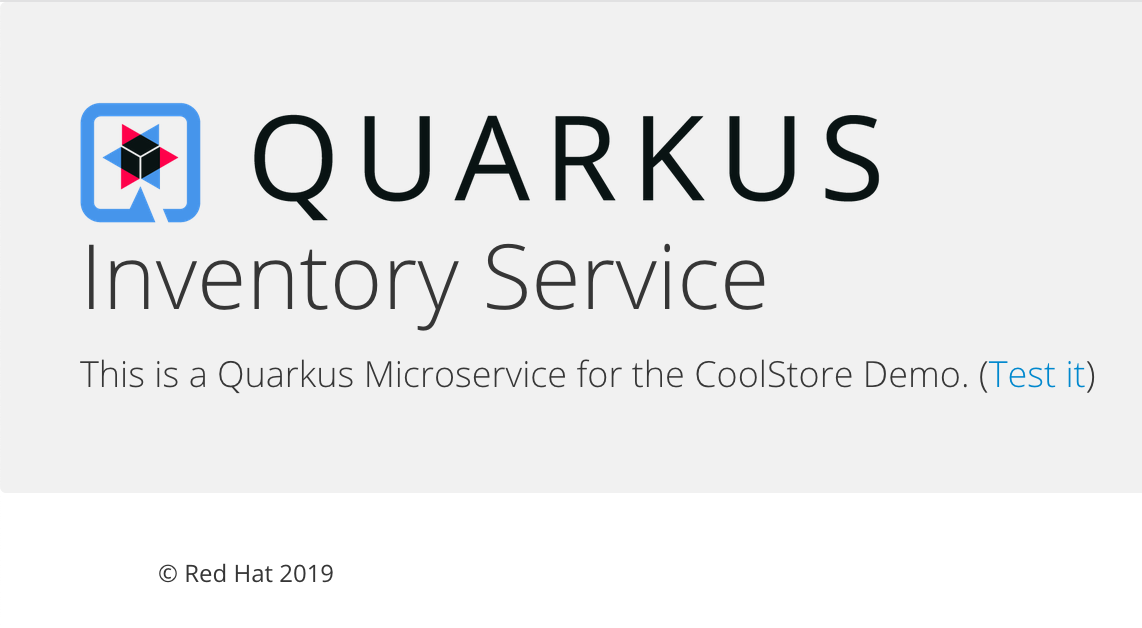 QUARKUS
Inventory Service
This is a Quarkus Microservice for the CoolStore Demo. (Test it)
© Red Hat 2019